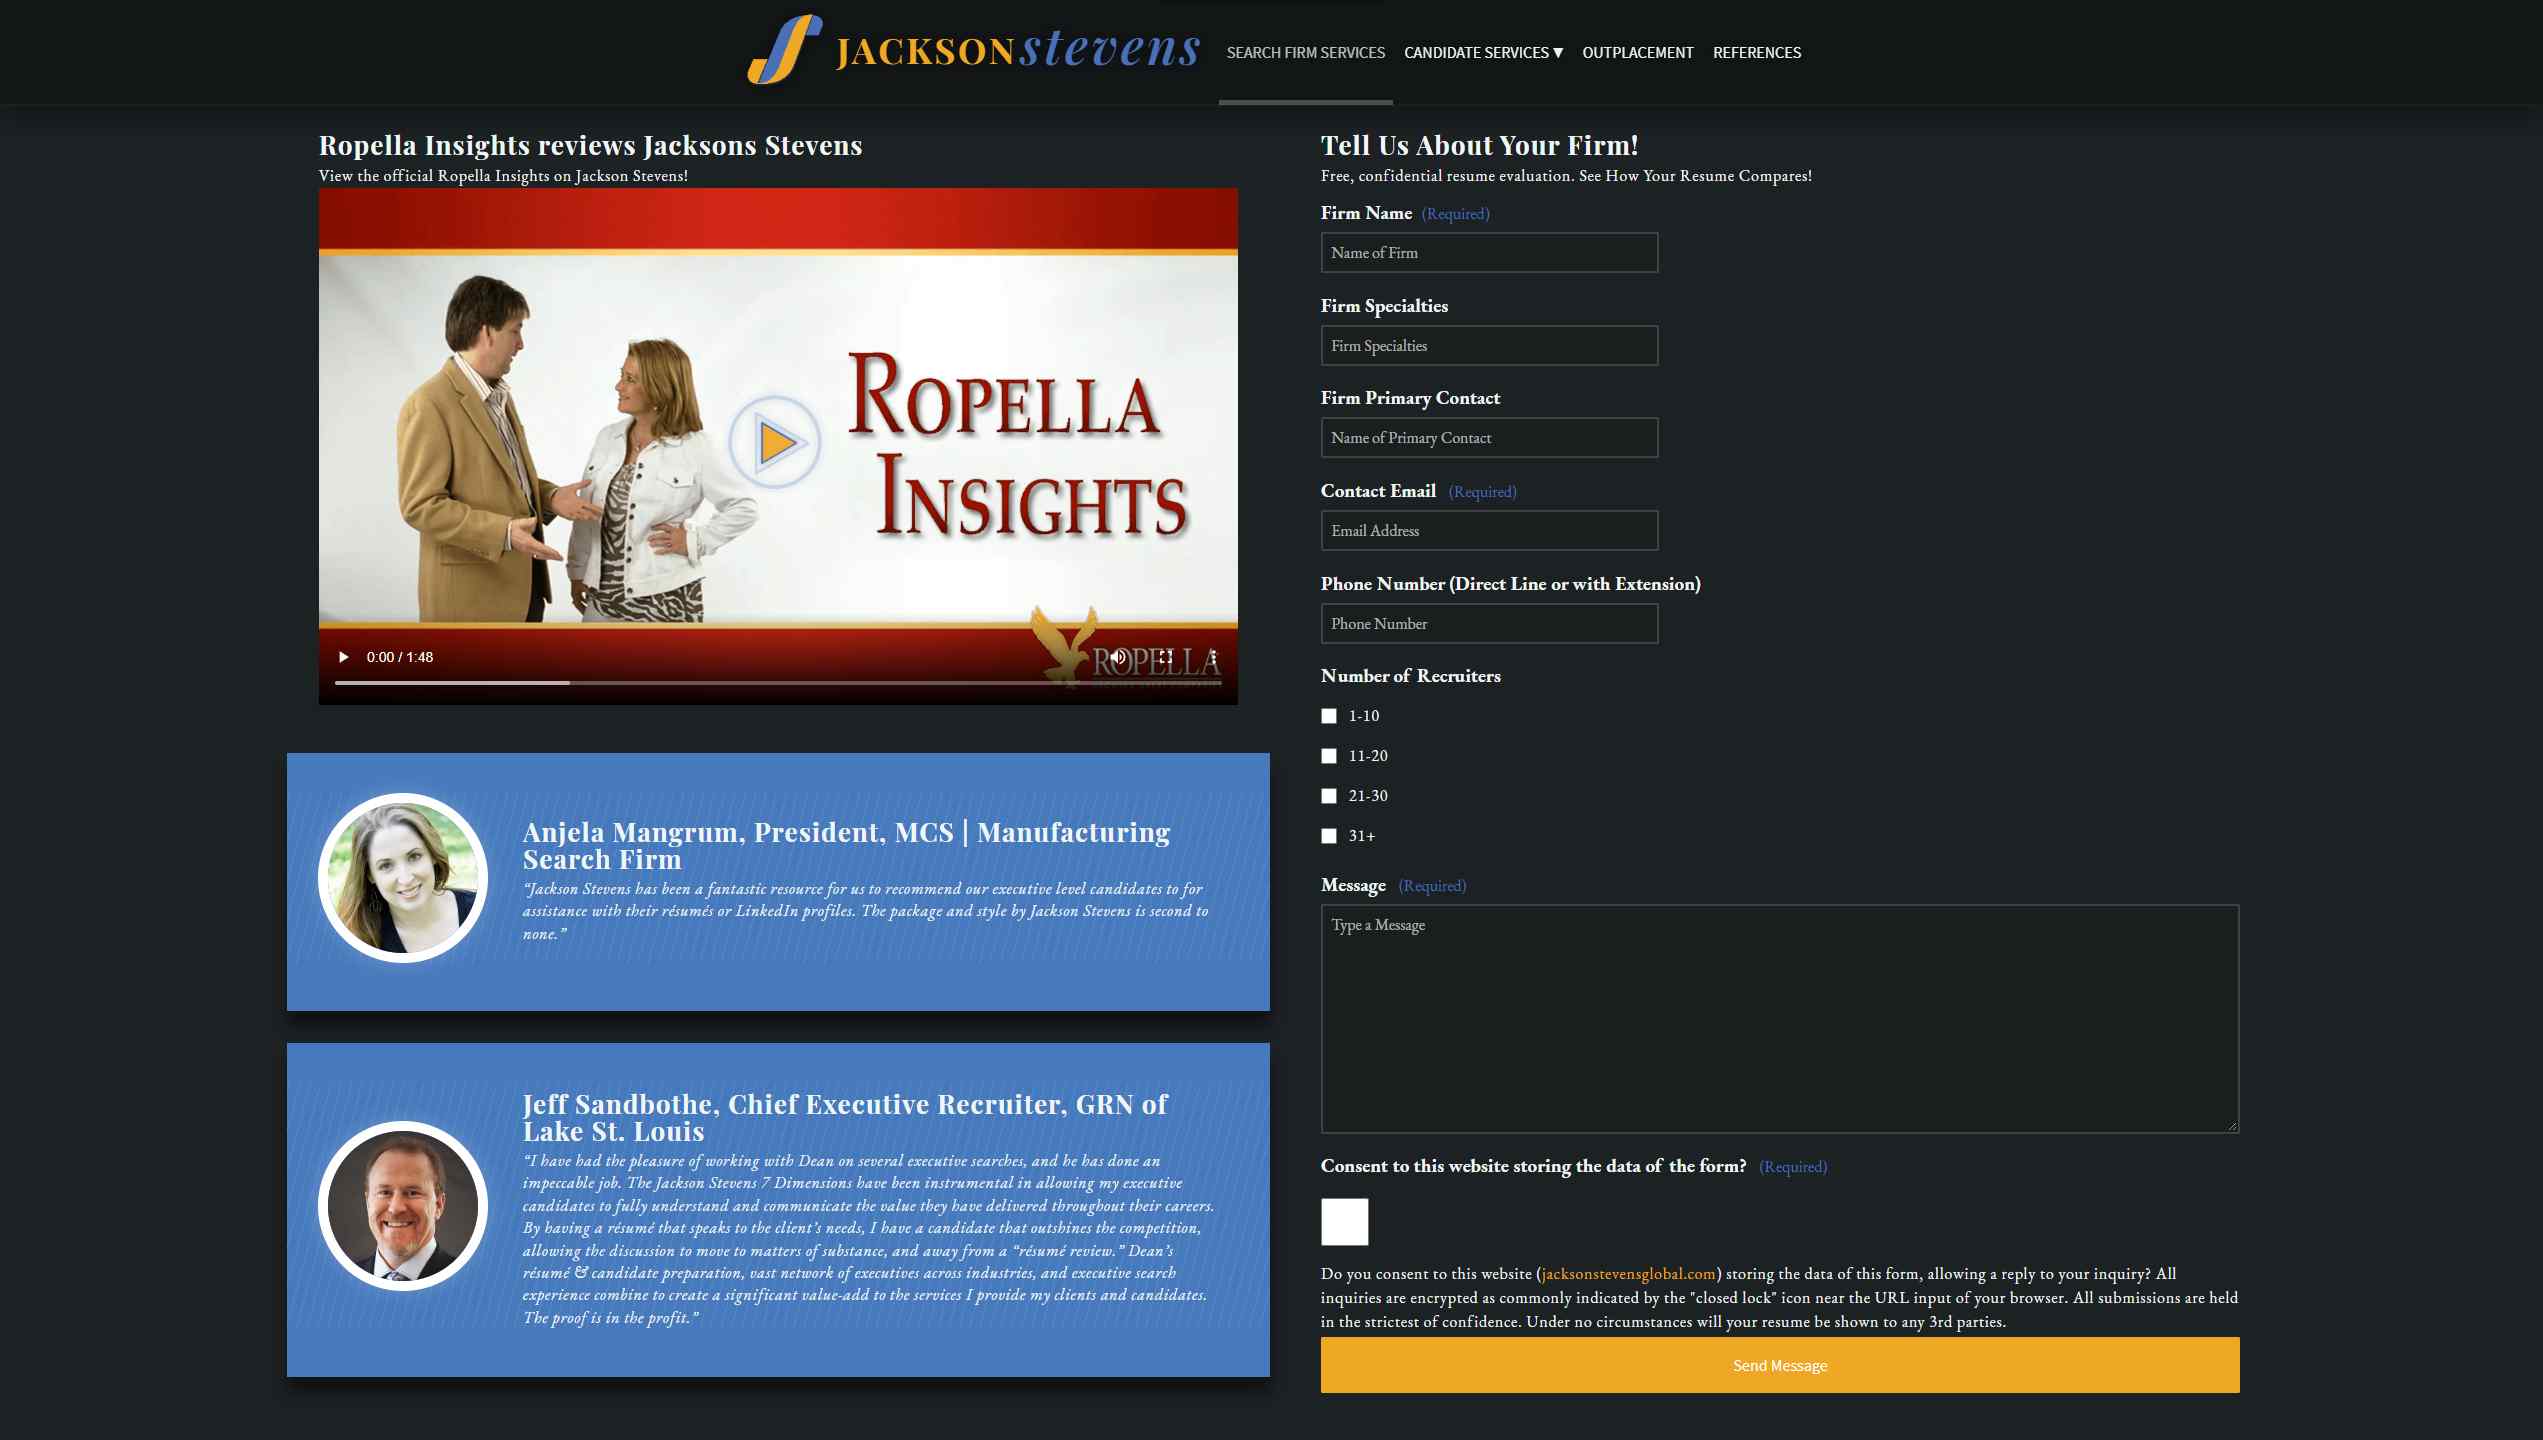 JACKSON stevens
SEARCH FIRM SERVICES
CANDIDATE SERVICES ▼
OUTPLACEMENT
REFERENCES
Ropella Insights reviews Jacksons Stevens
View the official Ropella Insights on Jackson Stevens!
ROPELLA
INSIGHTS
0:00 / 1:48
ROPELLA
Anjela Mangrum, President, MCS | Manufacturing
Search Firm
“Jackson Stevens has been a fantastic resource for us to recommend our executive level candidates to for
assistance with their résumés or LinkedIn profiles. The package and style by Jackson Stevens is second to
none.”
Jeff Sandbothe, Chief Executive Recruiter, GRN of
Lake St. Louis
“I have had the pleasure of working with Dean on several executive searches, and he has done an
impeccable job. The Jackson Stevens 7 Dimensions have been instrumental in allowing my executive
candidates to fully understand and communicate the value they have delivered throughout their careers.
By having a résumé that speaks to the client’s needs, I have a candidate that outshines the competition,
allowing the discussion to move to matters of substance, and away from a “résumé review.” Dean’s
résumé & candidate preparation, vast network of executives across industries, and executive search
experience combine to create a significant value-add to the services I provide my clients and candidates.
The proof is in the profit.”
Tell Us About Your Firm!
Free, confidential resume evaluation. See How Your Resume Compares!
Firm Name (Required)
Name of Firm
Firm Specialties
Firm Specialties
Firm Primary Contact
Name of Primary Contact
Contact Email (Required)
Email Address
Phone Number (Direct Line or with Extension)
Phone Number
Number of Recruiters
1-10
11-20
21-30
31+
Message (Required)
Type a Message
Consent to this website storing the data of the form? (Required)
Do you consent to this website (jacksonstevensglobal.com) storing the data of this form, allowing a reply to your inquiry? All
inquiries are encrypted as commonly indicated by the "closed lock" icon near the URL input of your browser. All submissions are held
in the strictest of confidence. Under no circumstances will your resume be shown to any 3rd parties.
Send Message